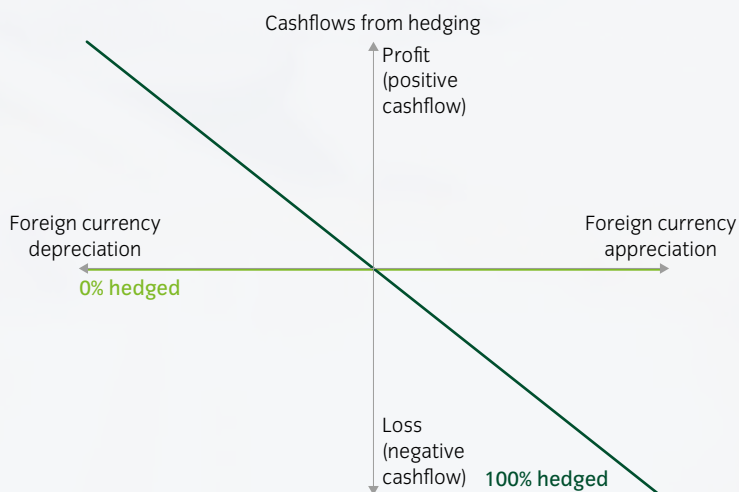 Cashflows from hedging
Profit
(positive
cashflow)
Foreign currency
depreciation
Foreign currency
appreciation
0% hedged
Loss
(negative
cashflow)
100% hedged